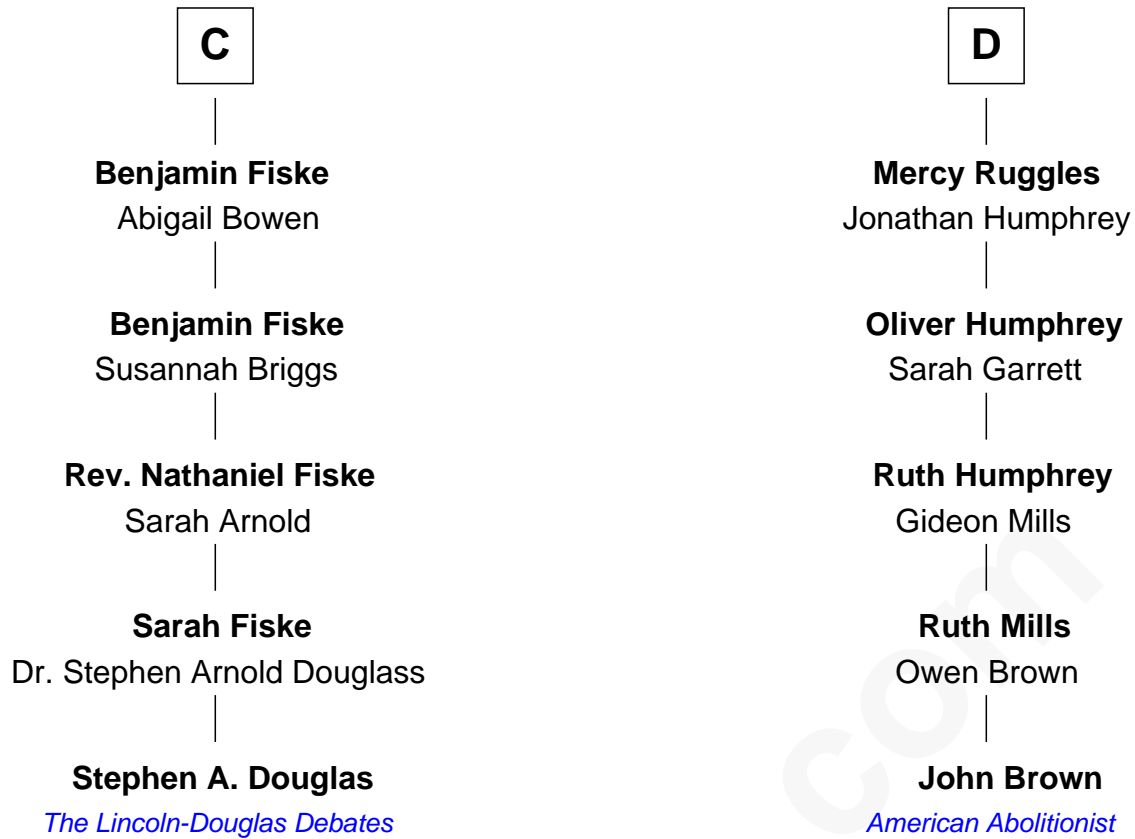 C
Benjamin Fiske
Abigail Bowen
Benjamin Fiske
Susannah Briggs
Rev. Nathaniel Fiske
Sarah Arnold
Sarah Fiske
Dr. Stephen Arnold Douglass
Stephen A. Douglas
The Lincoln-Douglas Debates
D
Mercy Ruggles
Jonathan Humphrey
Oliver Humphrey
Sarah Garrett
Ruth Humphrey
Gideon Mills
Ruth Mills
Owen Brown
John Brown
American Abolitionist
com